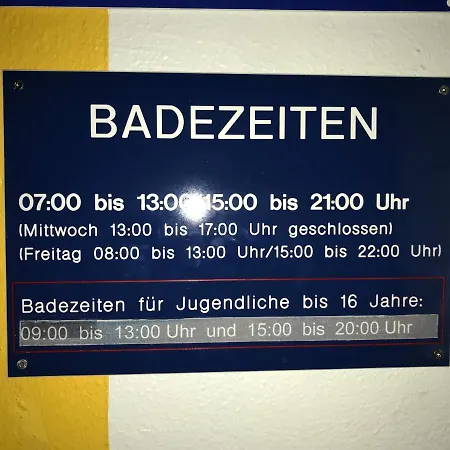 BADEZEITEN
07:00 bis 13:00/15:00 bis 21:00 Uhr
(Mittwoch 13:00 bis 17:00 Uhr geschlossen)
(Freitag 08:00 bis 13:00 Uhr/15:00 bis 22:00 Uhr)
Badezeiten für Jugendliche bis 16 Jahre:
09:00 bis 13:00 Uhr und 15:00 bis 20:00 Uhr